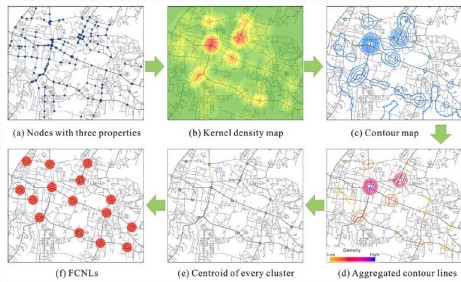 (a) Nodes with three properties
(b) Kernel density map
(c) Contour map
(f) FCNLs
(e) Centroid of every cluster
Density
Low High
(d) Aggregated contour lines